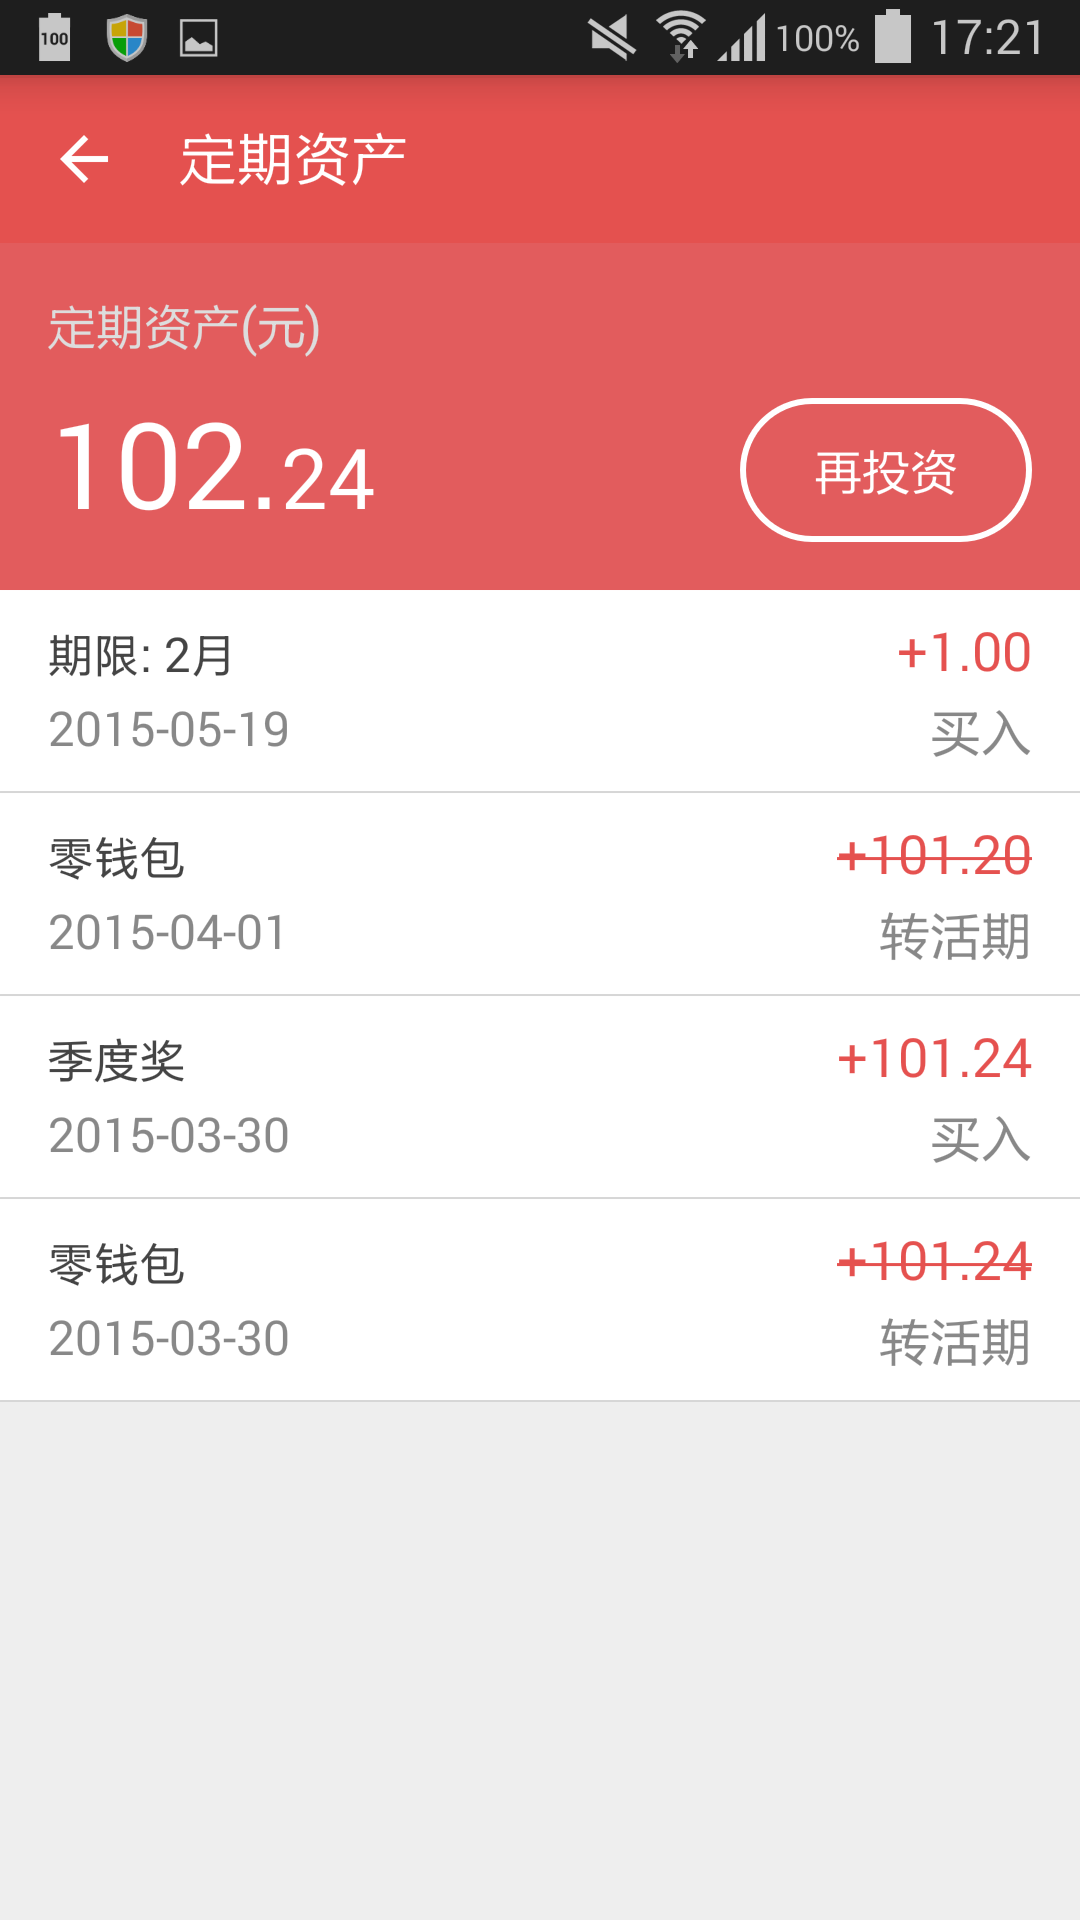 100
100%
17:21
定期资产
定期资产(元)
102.24
再投资
期限: 2月
+1.00
2015-05-19
买入
零钱包
+101.20
2015-04-01
转活期
季度奖
+101.24
2015-03-30
买入
零钱包
+101.24
2015-03-30
转活期